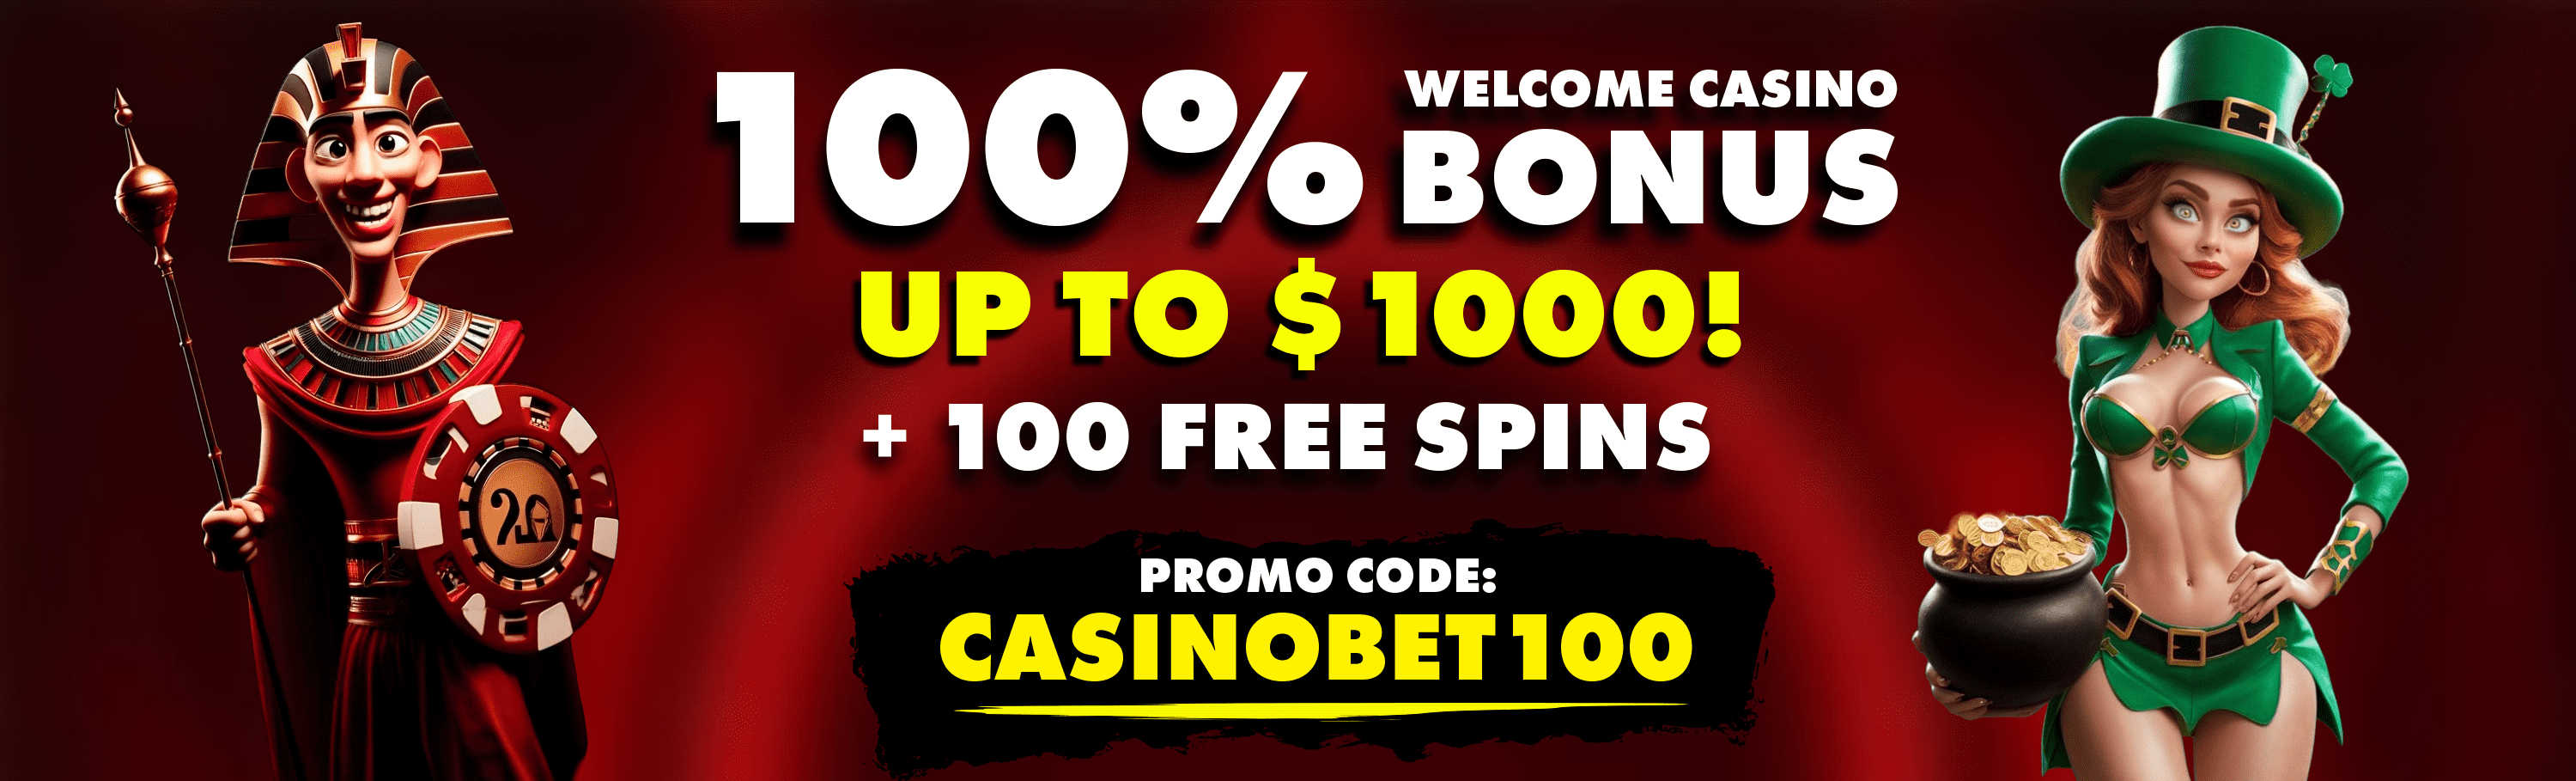 100% WELCOME CASINO
BONUS
UP TO $1000!
+ 100 FREE SPINS
PROMO CODE:
CASINOBET100